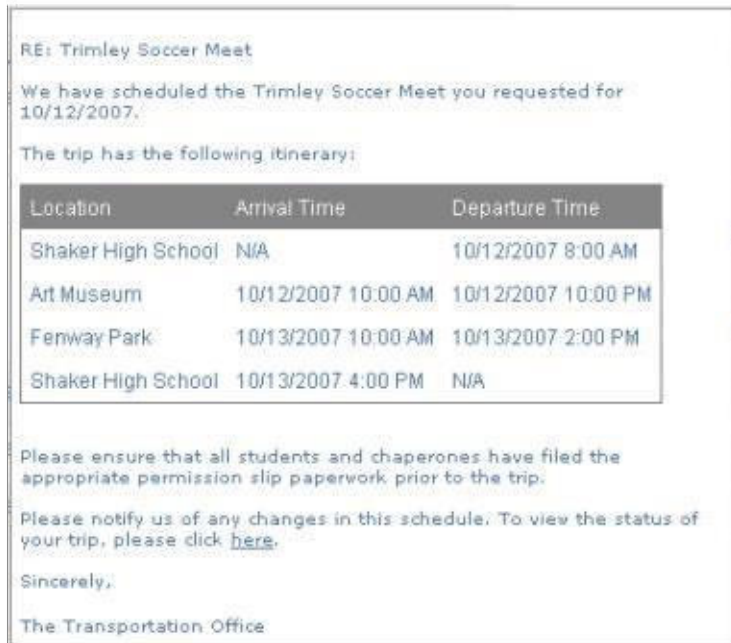 RE: Trimley Soccer Meet
We have scheduled the Trimley Soccer Meet you requested for
10/12/2007.
The trip has the following itinerary:
Location Arrival Time Departure Time
Shaker High School N/A 10/12/2007 8:00 AM
Art Museum 10/12/2007 10:00 AM 10/12/2007 10:00 PM
Fenway Park 10/13/2007 10:00 AM 10/13/2007 2:00 PM
Shaker High School 10/13/2007 4:00 PM N/A
Please ensure that all students and chaperones have filed the
appropriate permission slip paperwork prior to the trip.
Please notify us of any changes in this schedule. To view the status of
your trip, please click here.
Sincerely,
The Transportation Office